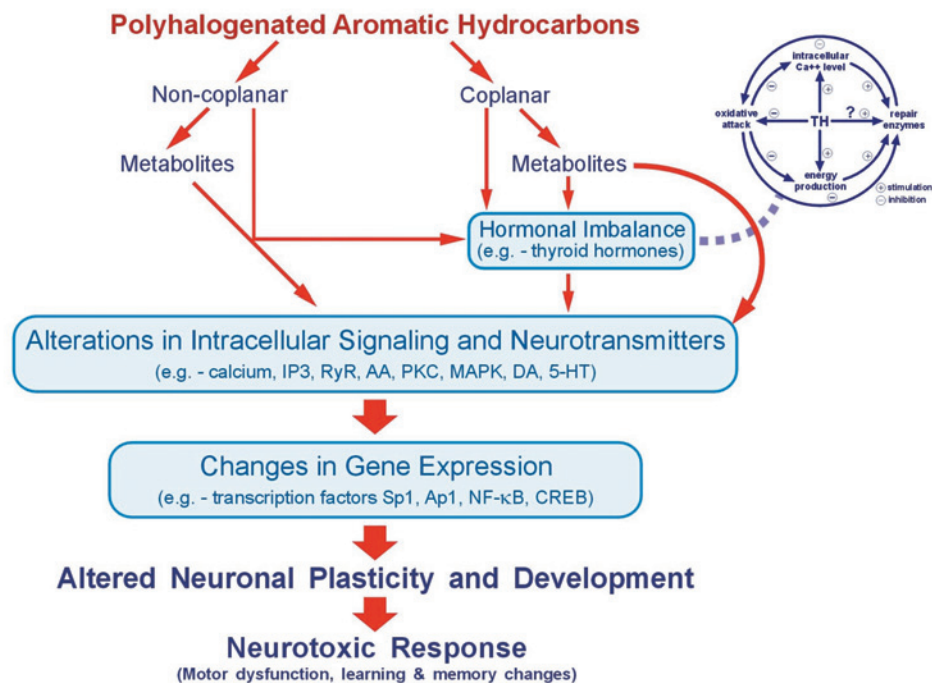 Polyhalogenated Aromatic Hydrocarbons
Non-coplanar
Coplanar
Metabolites
Metabolites
Hormonal Imbalance
(e.g. - thyroid hormones)
−
intracellular
Ca++ level
− + +
oxidative
attack
− TH ? +
repair
enzymes
− + +
energy
production
−
+ stimulation
− inhibition
Alterations in Intracellular Signaling and Neurotransmitters
(e.g. - calcium, IP3, RyR, AA, PKC, MAPK, DA, 5-HT)
Changes in Gene Expression
(e.g. - transcription factors Sp1, Ap1, NF-κB, CREB)
Altered Neuronal Plasticity and Development
Neurotoxic Response
(Motor dysfunction, learning & memory changes)